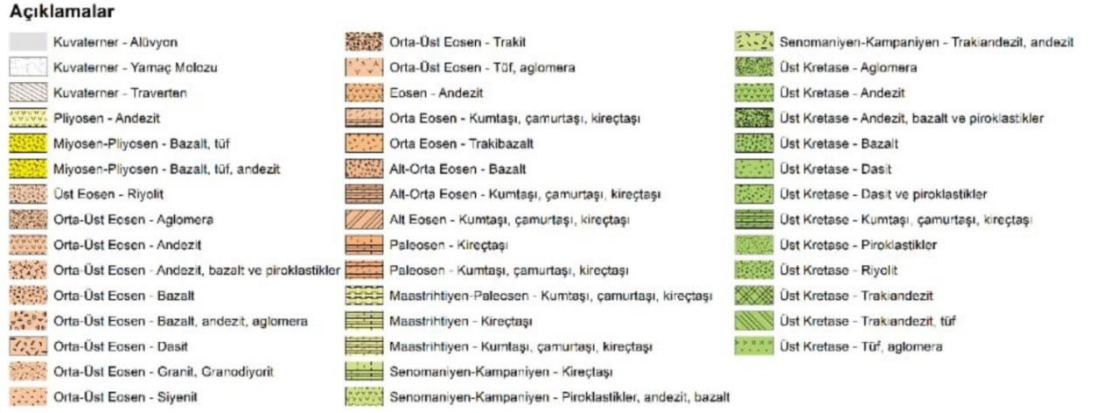 Açıklamalar
Kuvaterner - Alüvyon
Kuvaterner - Yamaç Molozu
Kuvaterner - Traverten
Pliyosen - Andezit
Miyosen-Pliyosen - Bazalt, tüf
Miyosen-Pliyosen - Bazalt, tüf, andezit
Üst Eosen - Riyolit
Orta-Üst Eosen - Aglomera
Orta-Üst Eosen - Andezit
Orta-Üst Eosen - Andezit, bazalt ve piroklastikler
Orta-Üst Eosen - Bazalt
Orta-Üst Eosen - Bazalt, andezit, aglomera
Orta-Üst Eosen - Dasit
Orta-Üst Eosen - Granit, Granodiyorit
Orta-Üst Eosen - Siyenit
Orta-Üst Eosen - Trakit
Orta-Üst Eosen - Tüf, aglomera
Eosen - Andezit
Orta Eosen - Kumtaşı, çamurtaşı, kireçtaşı
Orta Eosen - Trakibazalt
Alt-Orta Eosen - Bazalt
Alt-Orta Eosen - Kumtaşı, çamurtaşı, kireçtaşı
Alt Eosen - Kumtaşı, çamurtaşı, kireçtaşı
Paleosen - Kireçtaşı
Paleosen - Kumtaşı, çamurtaşı, kireçtaşı
Maastrihtiyen-Paleosen - Kumtaşı, çamurtaşı, kireçtaşı
Maastrihtiyen - Kireçtaşı
Maastrihtiyen - Kumtaşı, çamurtaşı, kireçtaşı
Senomaniyen-Kampaniyen - Kireçtaşı
Senomaniyen-Kampaniyen - Piroklastikler, andezit, bazalt
Senomaniyen-Kampaniyen - Trakiandezit, andezit
Üst Kretase - Aglomera
Üst Kretase - Andezit
Üst Kretase - Andezit, bazalt ve piroklastikler
Üst Kretase - Bazalt
Üst Kretase - Dasit
Üst Kretase - Dasit ve piroklastikler
Üst Kretase - Kumtaşı, çamurtaşı, kireçtaşı
Üst Kretase - Piroklastikler
Üst Kretase - Riyolit
Üst Kretase - Trakiandezit
Üst Kretase - Trakiandezit, tüf
Üst Kretase - Tüf, aglomera